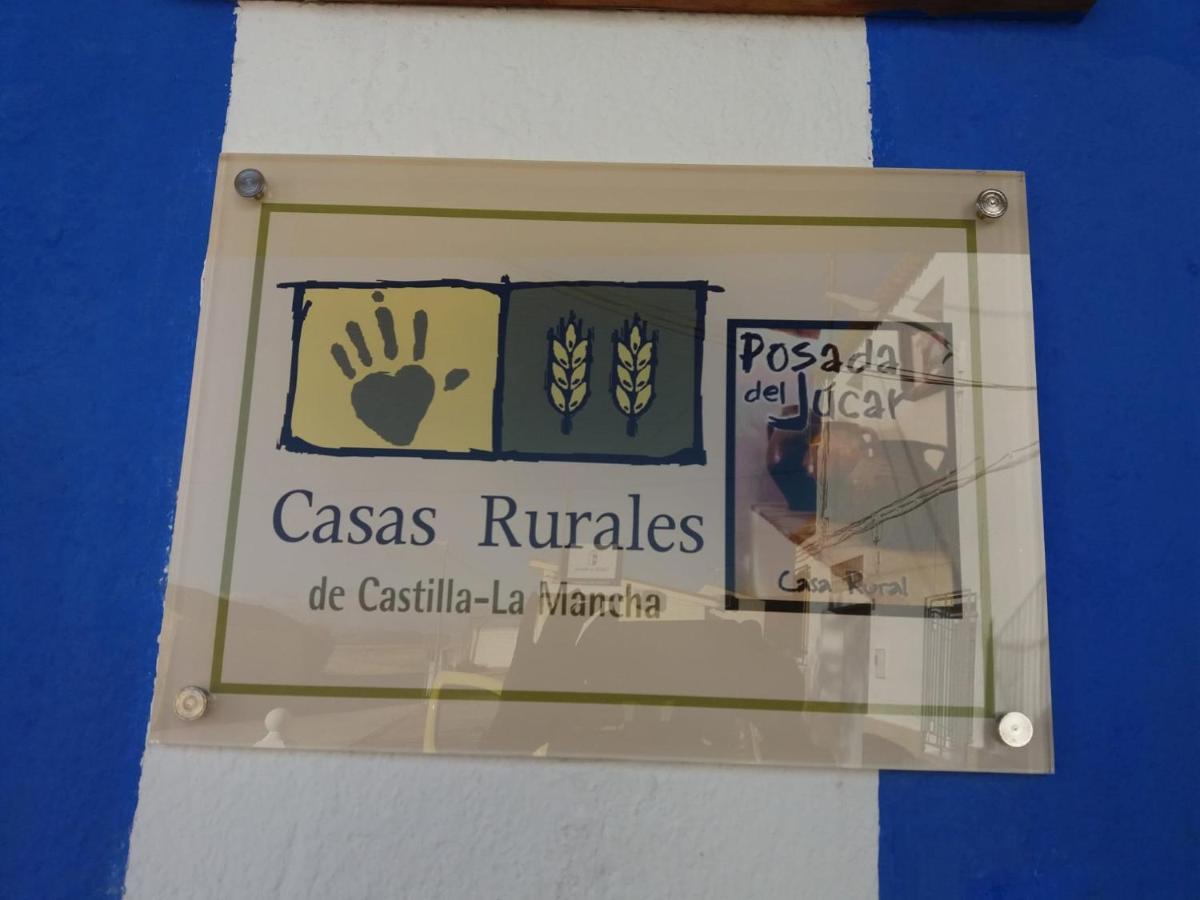 Casas Rurales
de Castilla-La Mancha
Posada
del Júcar
Casa Rural